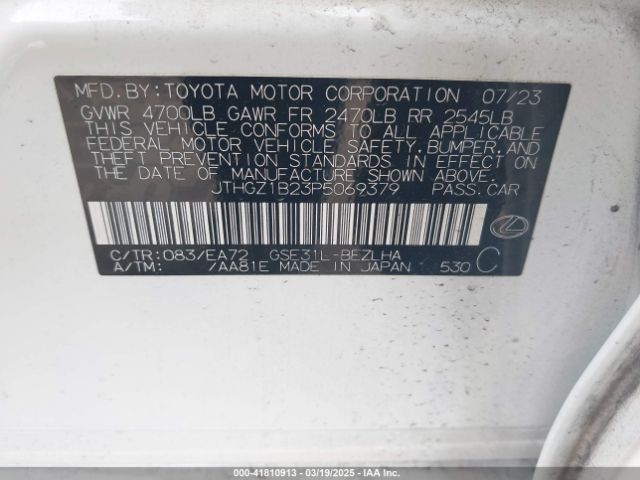 MFD. BY: TOYOTA MOTOR CORPORATION 07/23
GVWR 4700LB GAWR FR 2470LB RR 2545LB
THIS VEHICLE CONFORMS TO ALL APPLICABLE
FEDERAL MOTOR VEHICLE SAFETY, BUMPER, AND
THEFT PREVENTION STANDARDS IN EFFECT ON
THE DATE OF MANUFACTURE SHOWN ABOVE.
JTHGZ1B23P5069379 PASS. CAR
C/TR: 083/EA72 GSE31L-BEZLHA
A/TM: /AA81E MADE IN JAPAN 530 C
000-41810913 — 03/19/2025 — IAAI.COM